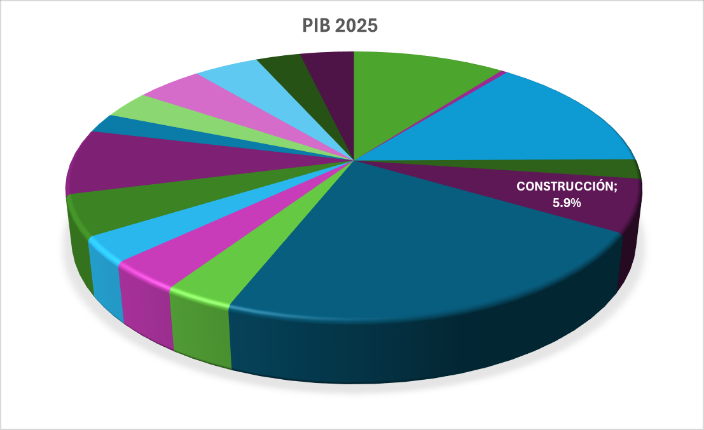 PIB 2025
CONSTRUCCIÓN;
5.9%